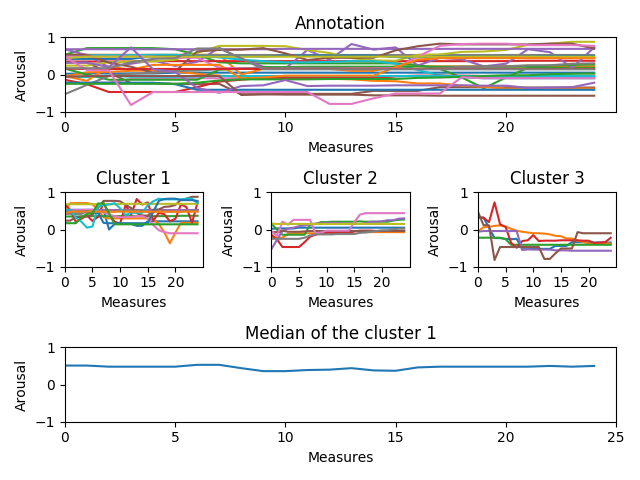 Annotation
Arousal
1
0
−1
0 5 10 15 20
Measures
Cluster 1 Cluster 2 Cluster 3
Arousal Arousal Arousal
1 1 1
0 0 0
−1 −1 −1
0 5 10 15 20 0 5 10 15 20 0 5 10 15 20
Measures Measures Measures
Median of the cluster 1
Arousal
1
0
−1
0 5 10 15 20 25
Measures